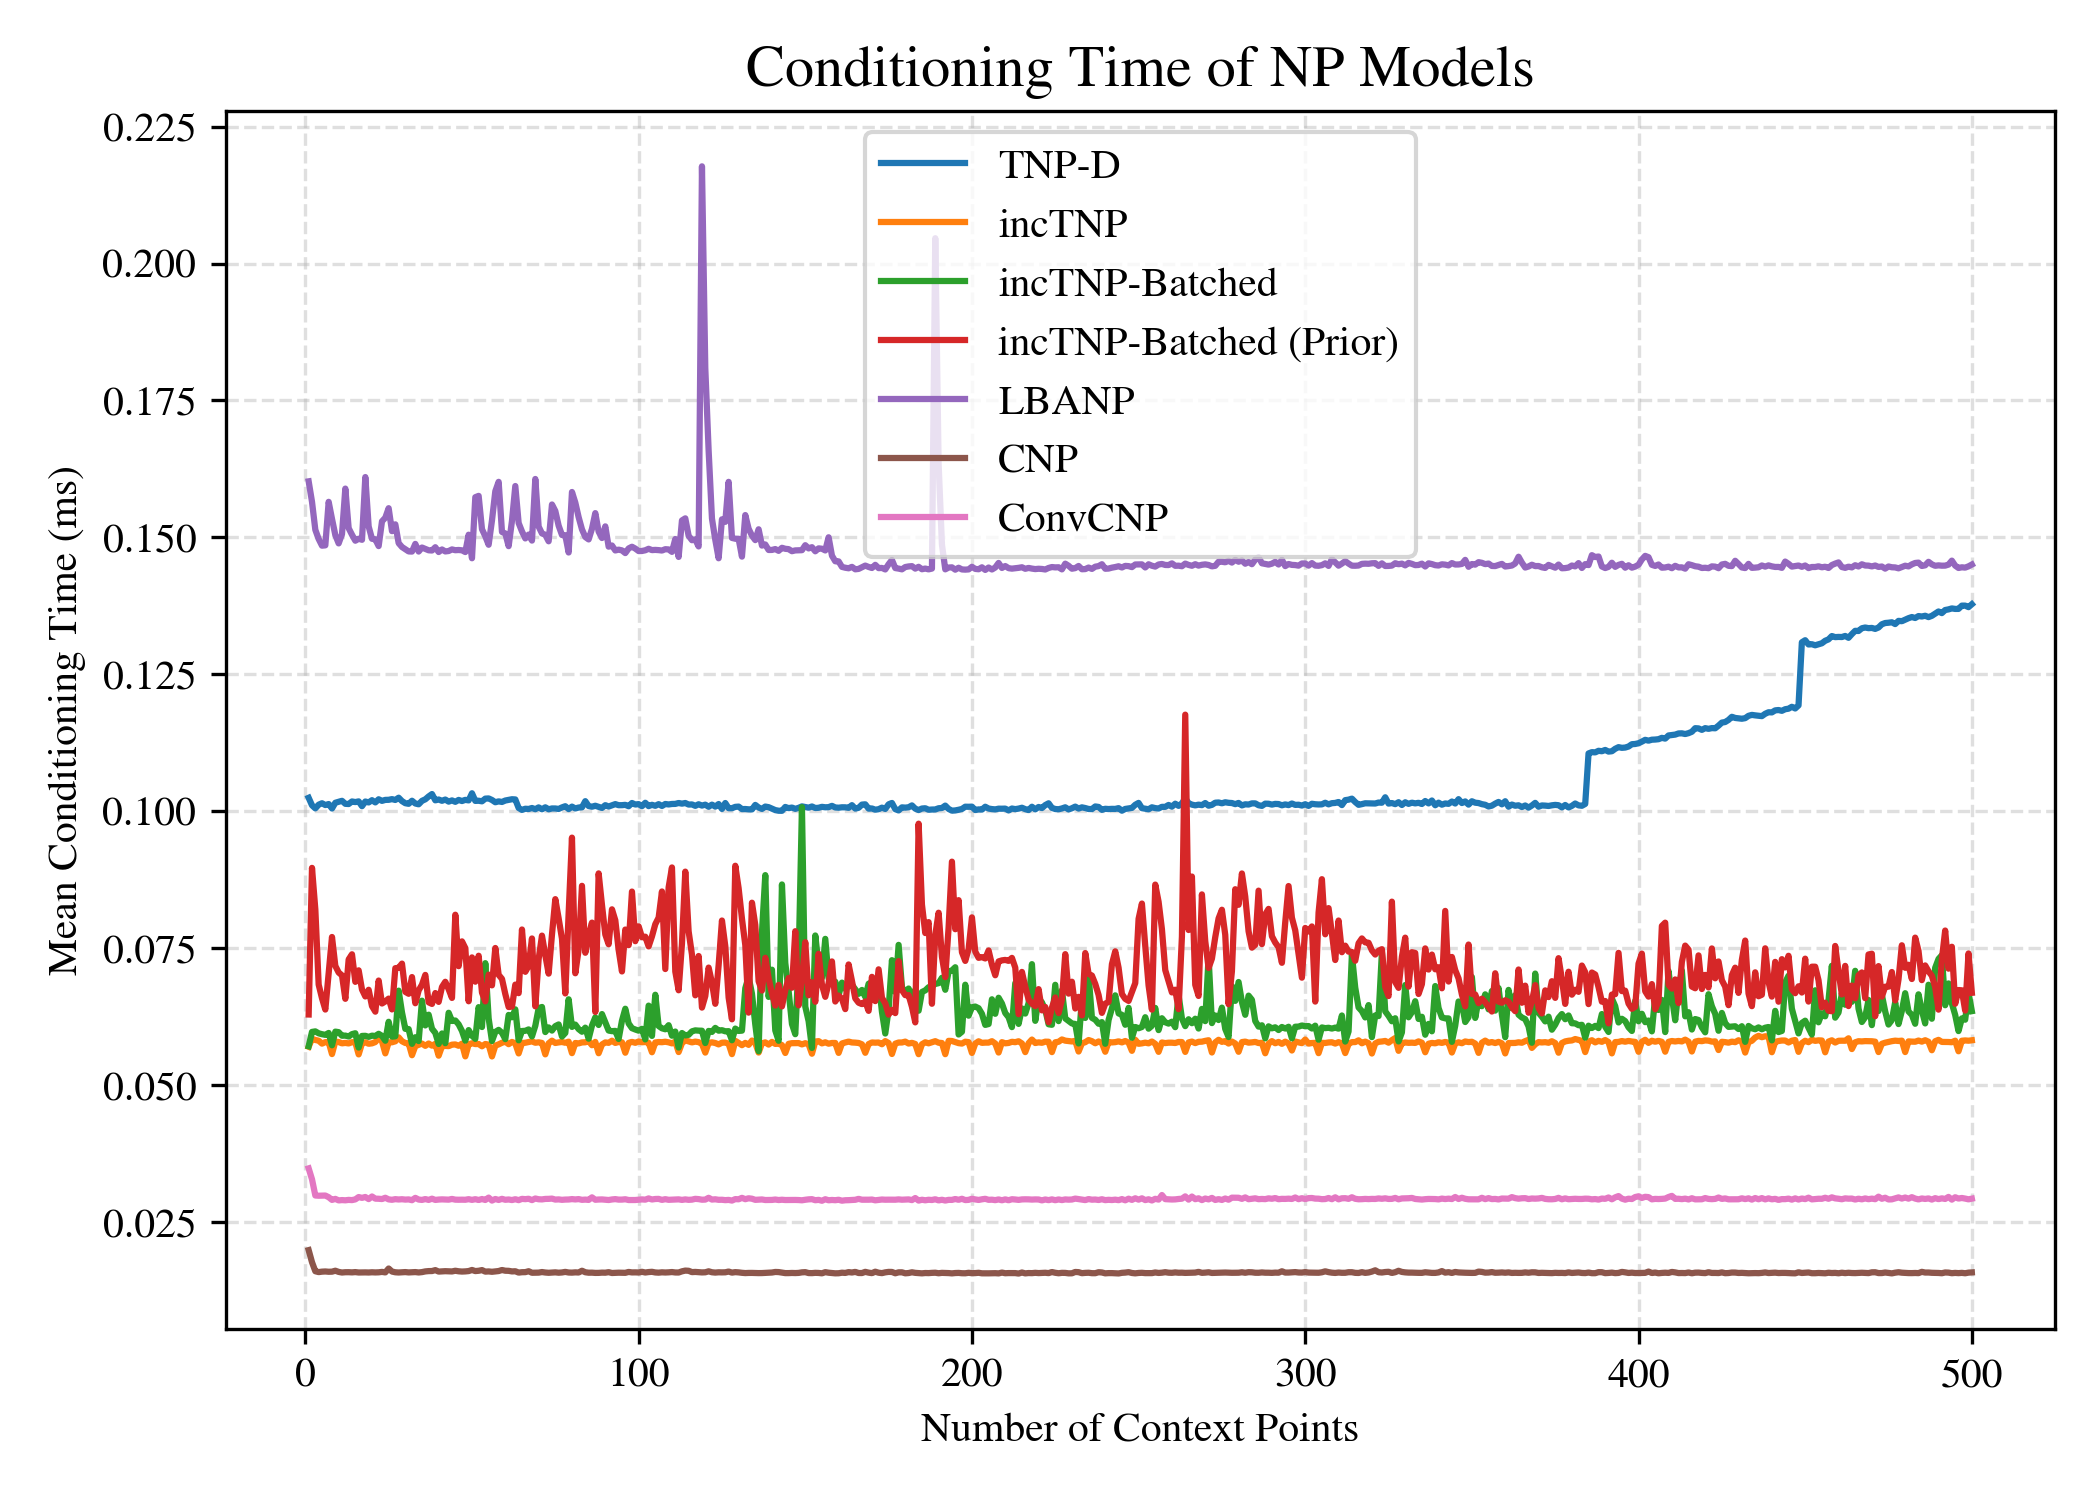 Conditioning Time of NP Models
Mean Conditioning Time (ms)
0.225
0.200
0.175
0.150
0.125
0.100
0.075
0.050
0.025
TNP-D
incTNP
incTNP-Batched
incTNP-Batched (Prior)
LBANP
CNP
ConvCNP
0
100
200
300
400
500
Number of Context Points